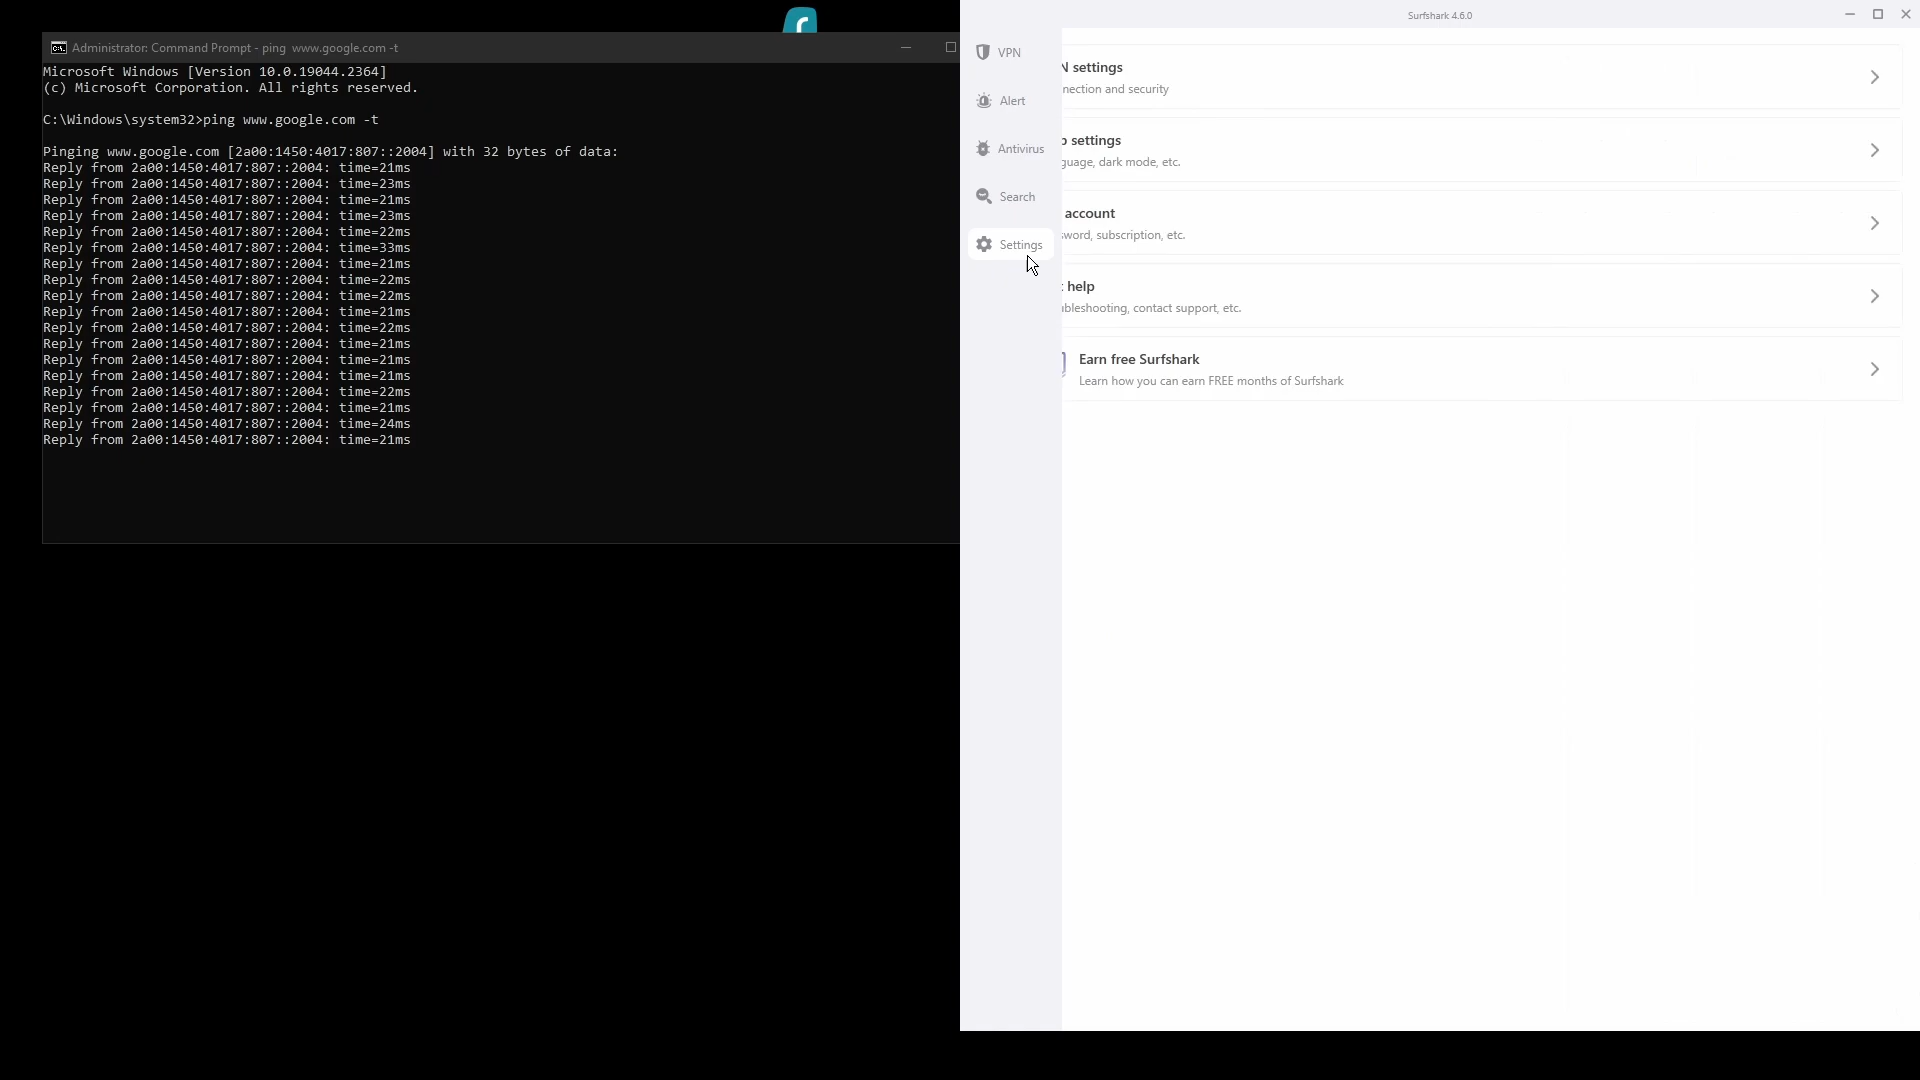 Administrator: Command Prompt - ping www.google.com -t
Microsoft Windows [Version 10.0.19044.2364]
(c) Microsoft Corporation. All rights reserved.
C:\Windows\system32>ping www.google.com -t
Pinging www.google.com [2a00:1450:4017:807::2004] with 32 bytes of data:
Reply from 2a00:1450:4017:807::2004: time=21ms
Reply from 2a00:1450:4017:807::2004: time=23ms
Reply from 2a00:1450:4017:807::2004: time=21ms
Reply from 2a00:1450:4017:807::2004: time=23ms
Reply from 2a00:1450:4017:807::2004: time=22ms
Reply from 2a00:1450:4017:807::2004: time=33ms
Reply from 2a00:1450:4017:807::2004: time=21ms
Reply from 2a00:1450:4017:807::2004: time=22ms
Reply from 2a00:1450:4017:807::2004: time=22ms
Reply from 2a00:1450:4017:807::2004: time=21ms
Reply from 2a00:1450:4017:807::2004: time=22ms
Reply from 2a00:1450:4017:807::2004: time=21ms
Reply from 2a00:1450:4017:807::2004: time=21ms
Reply from 2a00:1450:4017:807::2004: time=21ms
Reply from 2a00:1450:4017:807::2004: time=22ms
Reply from 2a00:1450:4017:807::2004: time=21ms
Reply from 2a00:1450:4017:807::2004: time=24ms
Reply from 2a00:1450:4017:807::2004: time=21ms
Surfshark 4.6.0
VPN
Alert
Antivirus
Search
Settings
N settings
nection and security
settings
guage, dark mode, etc.
account
sword, subscription, etc.
help
ubleshooting, contact support, etc.
Earn free Surfshark
Learn how you can earn FREE months of Surfshark